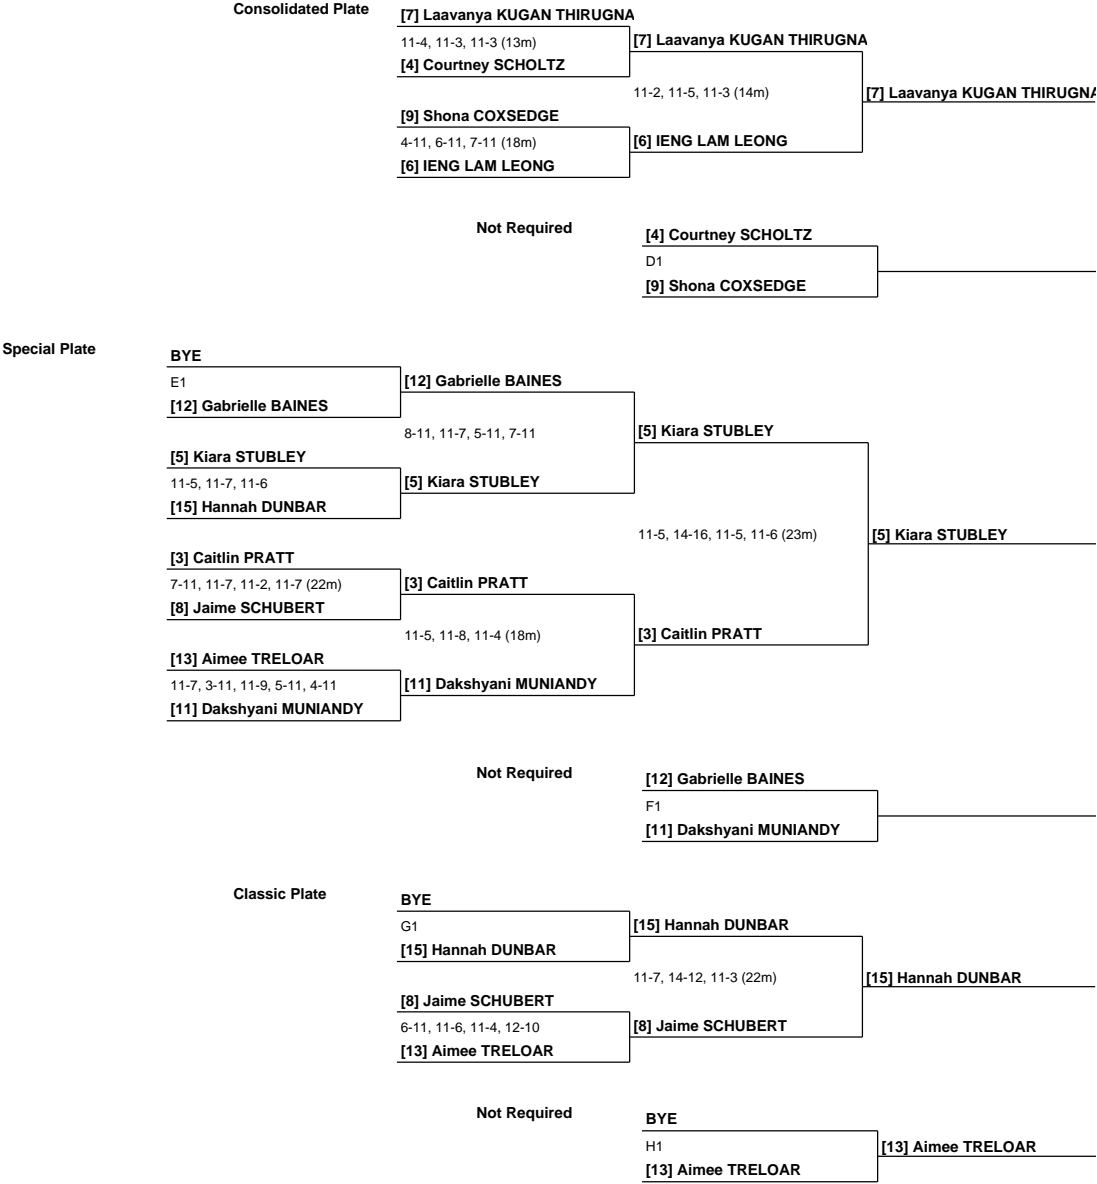 Consolidated Plate
[7] Laavanya KUGAN THIRUGNA
11-4, 11-3, 11-3 (13m)
[7] Laavanya KUGAN THIRUGNA
[4] Courtney SCHOLTZ
11-2, 11-5, 11-3 (14m)
[7] Laavanya KUGAN THIRUGNA
[9] Shona COXSEDGE
4-11, 6-11, 7-11 (18m)
[6] IENG LAM LEONG
[6] IENG LAM LEONG
Not Required
[4] Courtney SCHOLTZ
D1
[9] Shona COXSEDGE
Special Plate
BYE
E1
[12] Gabrielle BAINES
[12] Gabrielle BAINES
8-11, 11-7, 5-11, 7-11
[5] Kiara STUBLEY
[5] Kiara STUBLEY
11-5, 11-7, 11-6
[5] Kiara STUBLEY
[15] Hannah DUNBAR
11-5, 14-16, 11-5, 11-6 (23m)
[5] Kiara STUBLEY
[3] Caitlin PRATT
7-11, 11-7, 11-2, 11-7 (22m)
[3] Caitlin PRATT
[8] Jaime SCHUBERT
11-5, 11-8, 11-4 (18m)
[3] Caitlin PRATT
[13] Aimee TRELOAR
11-7, 3-11, 11-9, 5-11, 4-11
[11] Dakshyani MUNIANDY
[11] Dakshyani MUNIANDY
Not Required
[12] Gabrielle BAINES
F1
[11] Dakshyani MUNIANDY
Classic Plate
BYE
G1
[15] Hannah DUNBAR
[15] Hannah DUNBAR
11-7, 14-12, 11-3 (22m)
[15] Hannah DUNBAR
[8] Jaime SCHUBERT
6-11, 11-6, 11-4, 12-10
[8] Jaime SCHUBERT
[13] Aimee TRELOAR
Not Required
BYE
H1
[13] Aimee TRELOAR
[13] Aimee TRELOAR